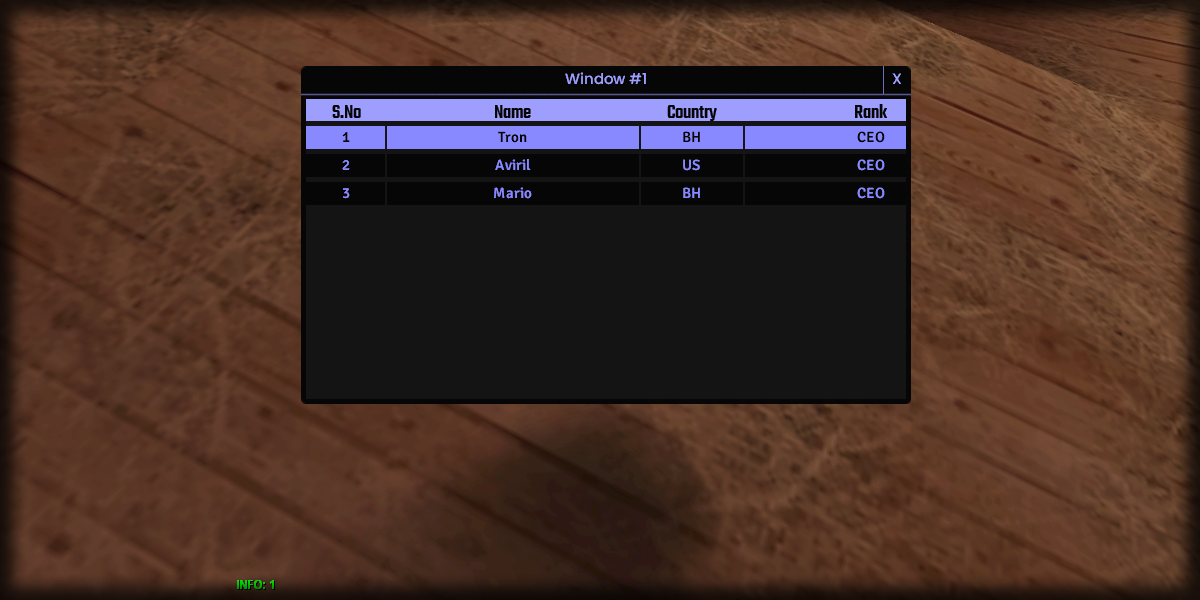 Window #1 X
S.No Name Country Rank
1 Tron BH CEO
2 Aviril US CEO
3 Mario BH CEO
INFO: 1